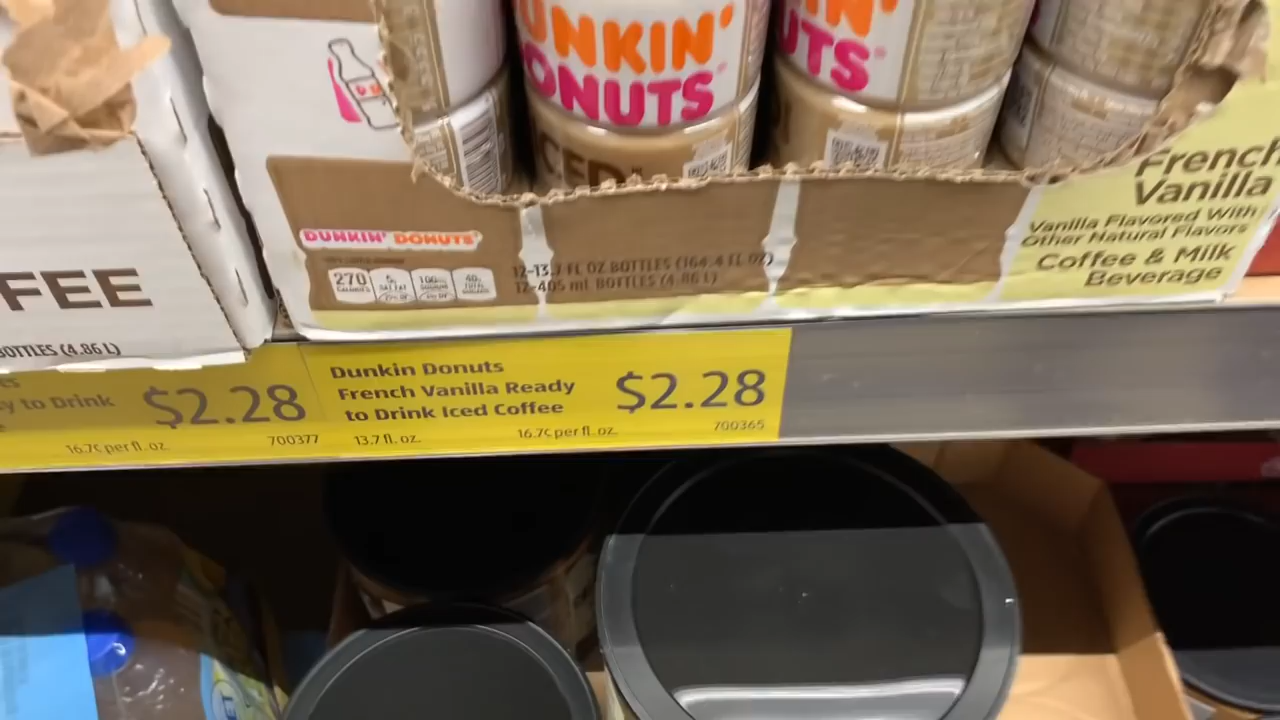 UNKIN'
DONUTS
IN'
UTS
CED
FEE
BOTTLES (4.86 L)
DUNKIN' DONUTS
270
CALORIES
12-13.7 FL OZ BOTTLES (164.4 FL OZ)
12-405 mL BOTTLES (4.86 L)
French
Vanilla
Vanilla Flavored With
Other Natural Flavors
Coffee & Milk
Beverage
y to Drink
$2.28
16.7¢ per fl. oz.
700377
Dunkin Donuts
French Vanilla Ready
to Drink Iced Coffee
$2.28
13.7 fl. oz.
16.7¢ per fl. oz.
700365